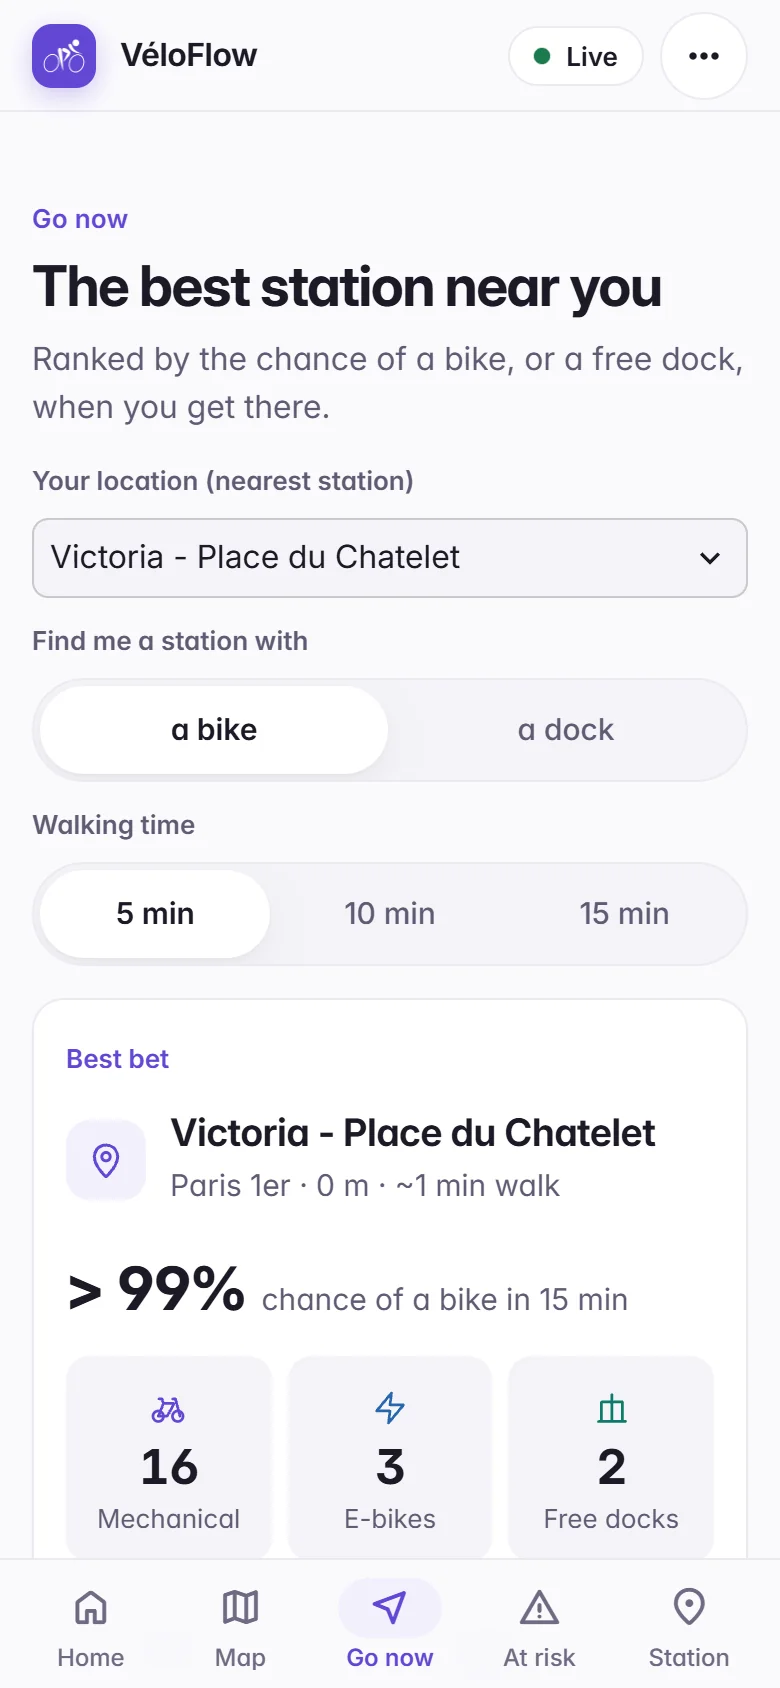 VéloFlow
Live
Go now
The best station near you
Ranked by the chance of a bike, or a free dock,
when you get there.
Your location (nearest station)
Victoria - Place du Chatelet
Find me a station with
a bike
a dock
Walking time
5 min
10 min
15 min
Best bet
Victoria - Place du Chatelet
Paris 1er · 0 m · ~1 min walk
> 99% chance of a bike in 15 min
16
Mechanical
3
E-bikes
2
Free docks
Home
Map
Go now
At risk
Station